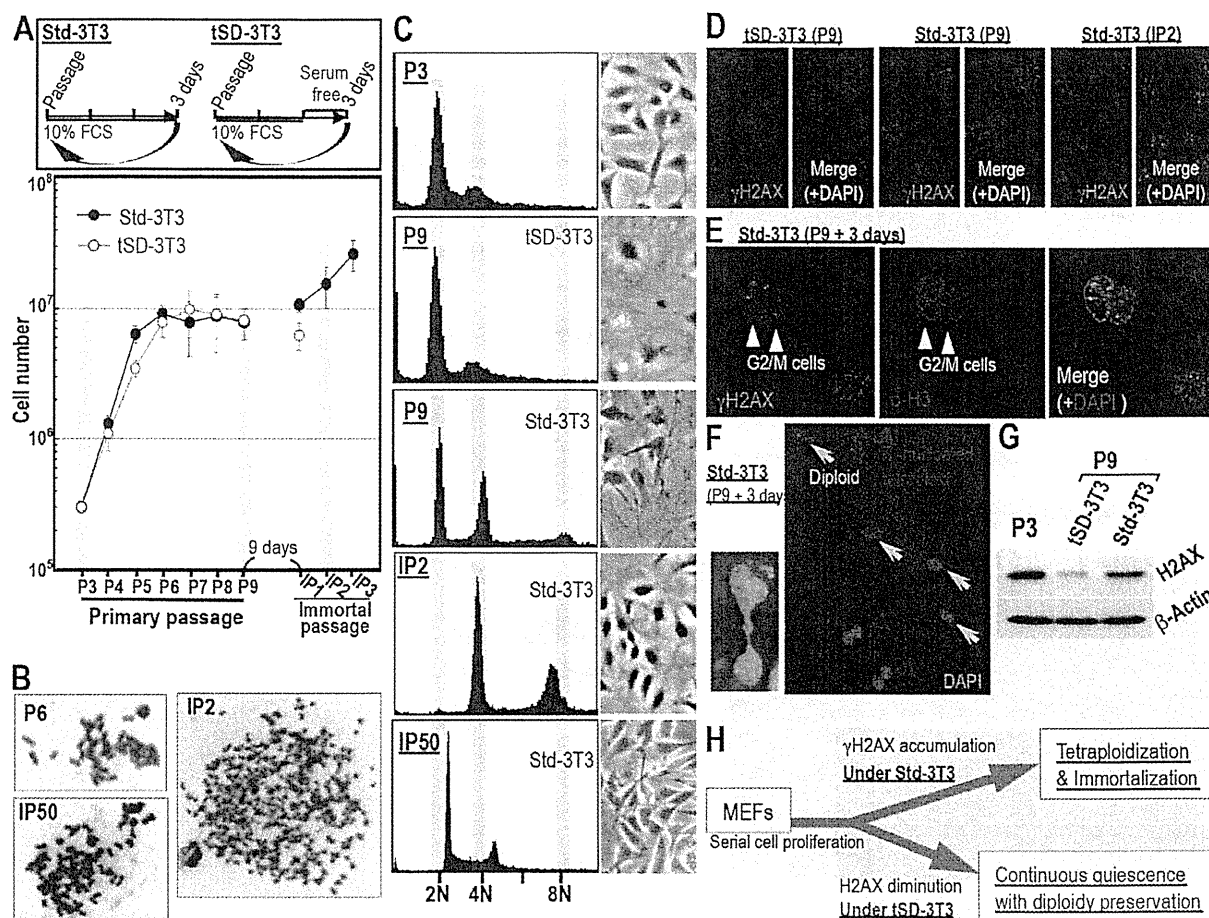 A
Std-3T3
tSD-3T3
Passage
3 days
10% FCS
Passage
Serum
free
3 days
10% FCS
10^8
10^7
10^6
10^5
Cell number
Std-3T3
tSD-3T3
9 days
P3
P4
P5
P6
P7
P8
P9
IP1
IP2
IP3
Primary passage
Immortal
passage
B
P6
IP50
IP2
C
P3
P9
tSD-3T3
P9
Std-3T3
IP2
Std-3T3
IP50
Std-3T3
2N
4N
8N
D
tSD-3T3 (P9)
Std-3T3 (P9)
Std-3T3 (IP2)
γH2AX
Merge
(+DAPI)
γH2AX
Merge
(+DAPI)
γH2AX
Merge
(+DAPI)
E
Std-3T3 (P9 + 3 days)
G2/M cells
γH2AX
G2/M cells
Merge
(+DAPI)
F
Std-3T3
(P9 + 3 day
Diploid
DAPI
G
P9
P3
tSD-3T3
Std-3T3
H2AX
β-Actin
H
MEFs
Serial cell proliferation
γH2AX accumulation
Under Std-3T3
Tetraploidization
& Immortalization
H2AX diminution
Under tSD-3T3
Continuous quiescence
with diploidy preservation